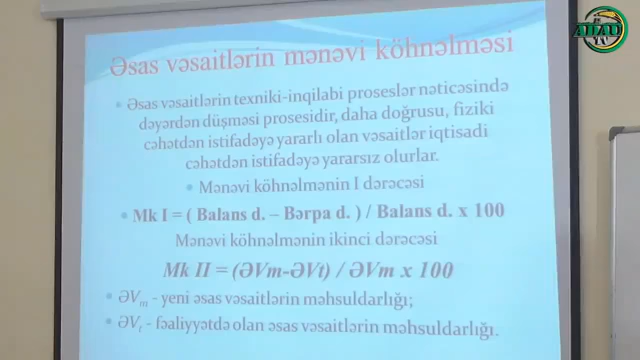 Əsas vəsaitlərin mənəvi köhnəlməsi
• Əsas vəsaitlərin texniki-inqilabi proseslər nəticəsində
dəyərdən düşməsi prosesidir, daha doğrusu, fiziki
cəhətdən istifadəyə yararlı olan vəsaitlər iqtisadi
cəhətdən istifadəyə yararsız olurlar.
• Mənəvi köhnəlmənin I dərəcəsi
• Mk I = ( Balans d. – Bərpa d. ) / Balans d. x 100
Mənəvi köhnəlmənin ikinci dərəcəsi
Mk II = (ƏVm-ƏVt) / ƏVm x 100
• ƏVm - yeni əsas vəsaitlərin məhsuldarlığı;
• ƏVt - fəaliyyətdə olan əsas vəsaitlərin məhsuldarlığı.
ADAU
TV